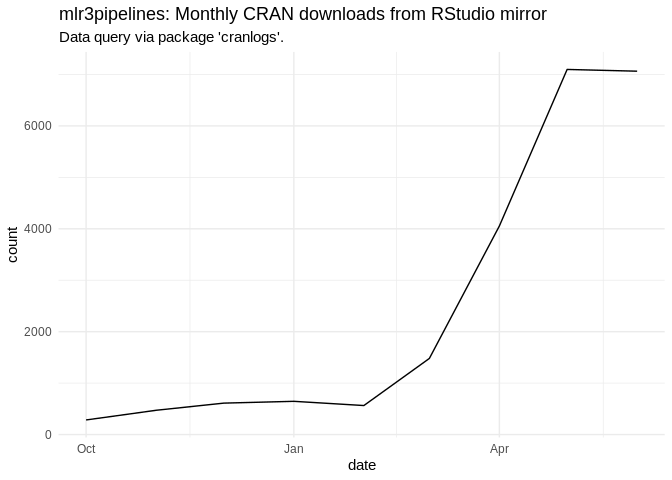 mlr3pipelines: Monthly CRAN downloads from RStudio mirror
Data query via package 'cranlogs'.
6000
4000
2000
0
count
Oct
Jan
Apr
date